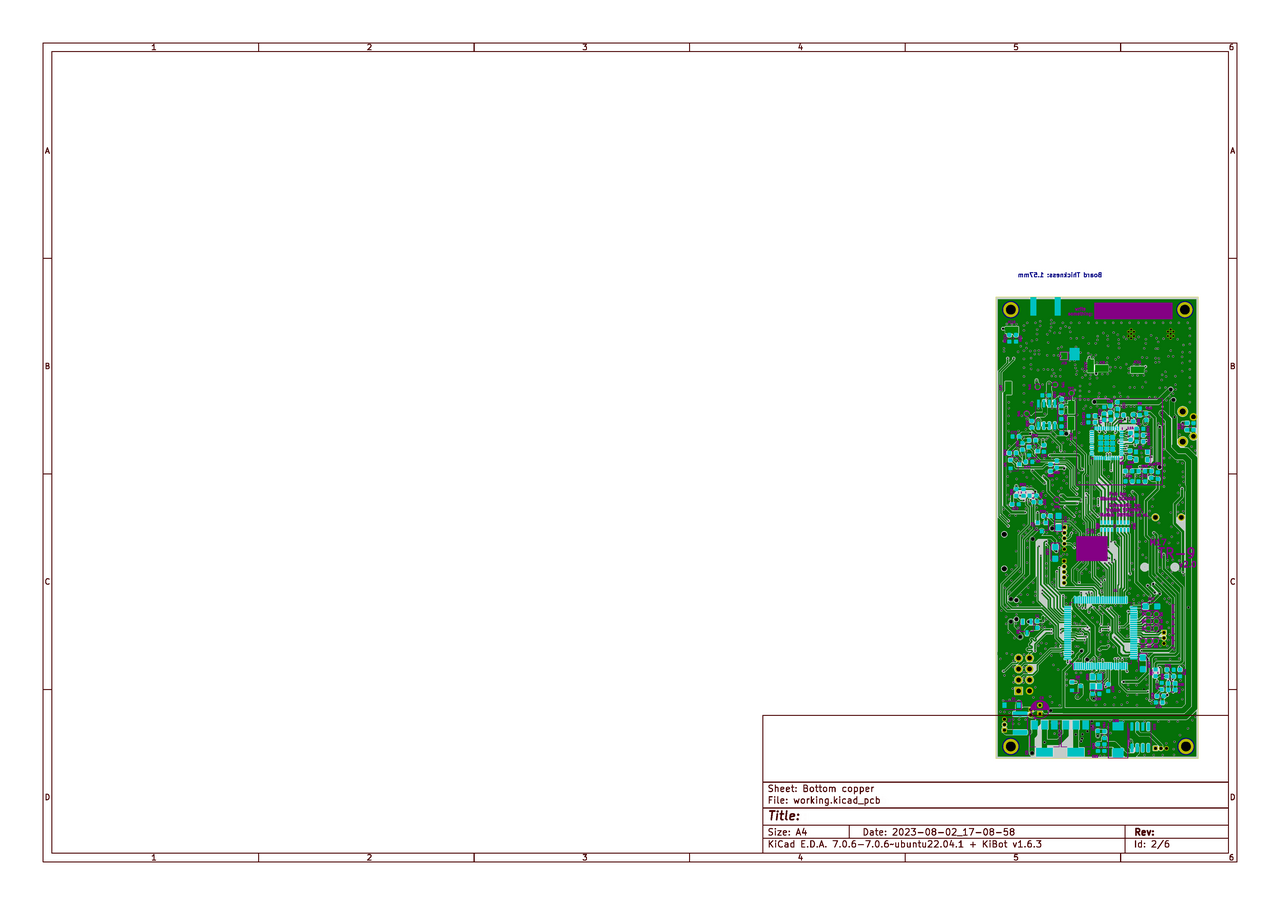 1 2 3 4 5 6
A A
Board Thickness: 1.57mm
B B
C C
D D
Sheet: Bottom copper
File: working.kicad_pcb
Title:
Size: A4 Date: 2023-08-02_17-08-58 Rev:
KiCad E.D.A. 7.0.6-7.0.6~ubuntu22.04.1 + KiBot v1.6.3 Id: 2/6
1 2 3 4 5 6